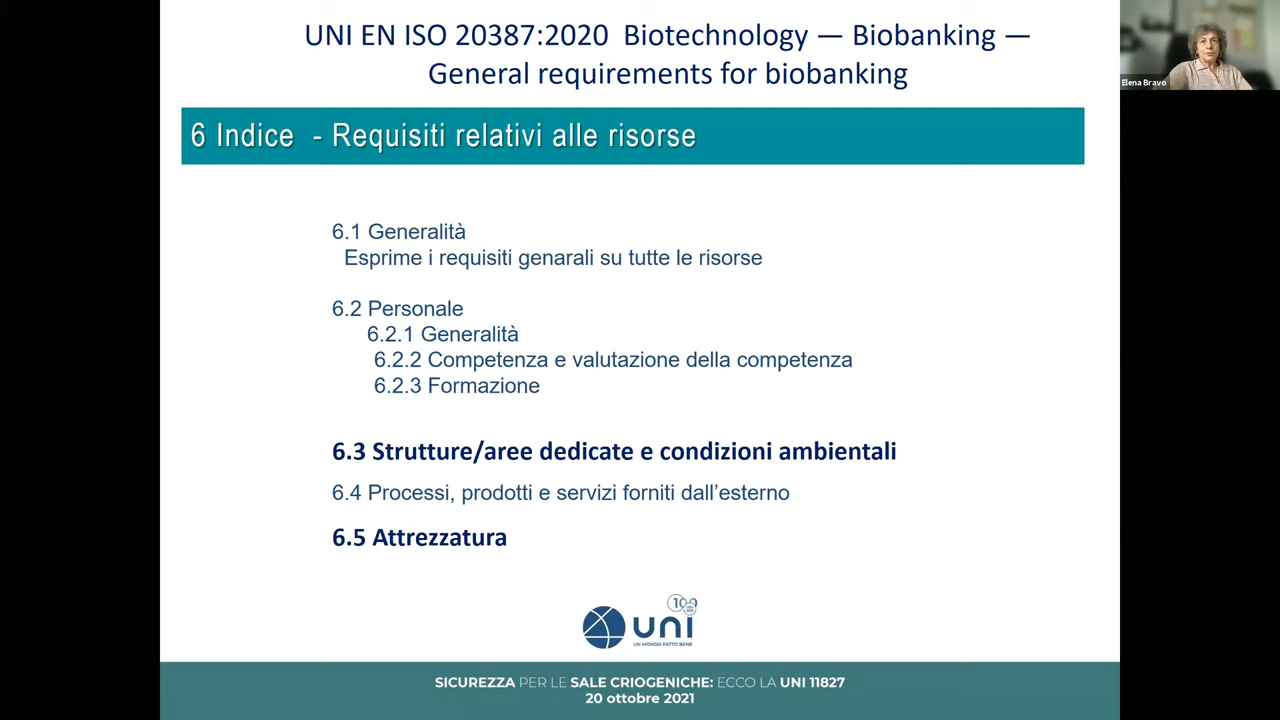 UNI EN ISO 20387:2020 Biotechnology — Biobanking —
General requirements for biobanking
Elena Bravo
6 Indice - Requisiti relativi alle risorse
6.1 Generalità
Esprime i requisiti genarali su tutte le risorse
6.2 Personale
6.2.1 Generalità
6.2.2 Competenza e valutazione della competenza
6.2.3 Formazione
6.3 Strutture/aree dedicate e condizioni ambientali
6.4 Processi, prodotti e servizi forniti dall’esterno
6.5 Attrezzatura
100
uni
UN MONDO FATTO BENE
SICUREZZA PER LE SALE CRIOGENICHE: ECCO LA UNI 11827
20 ottobre 2021